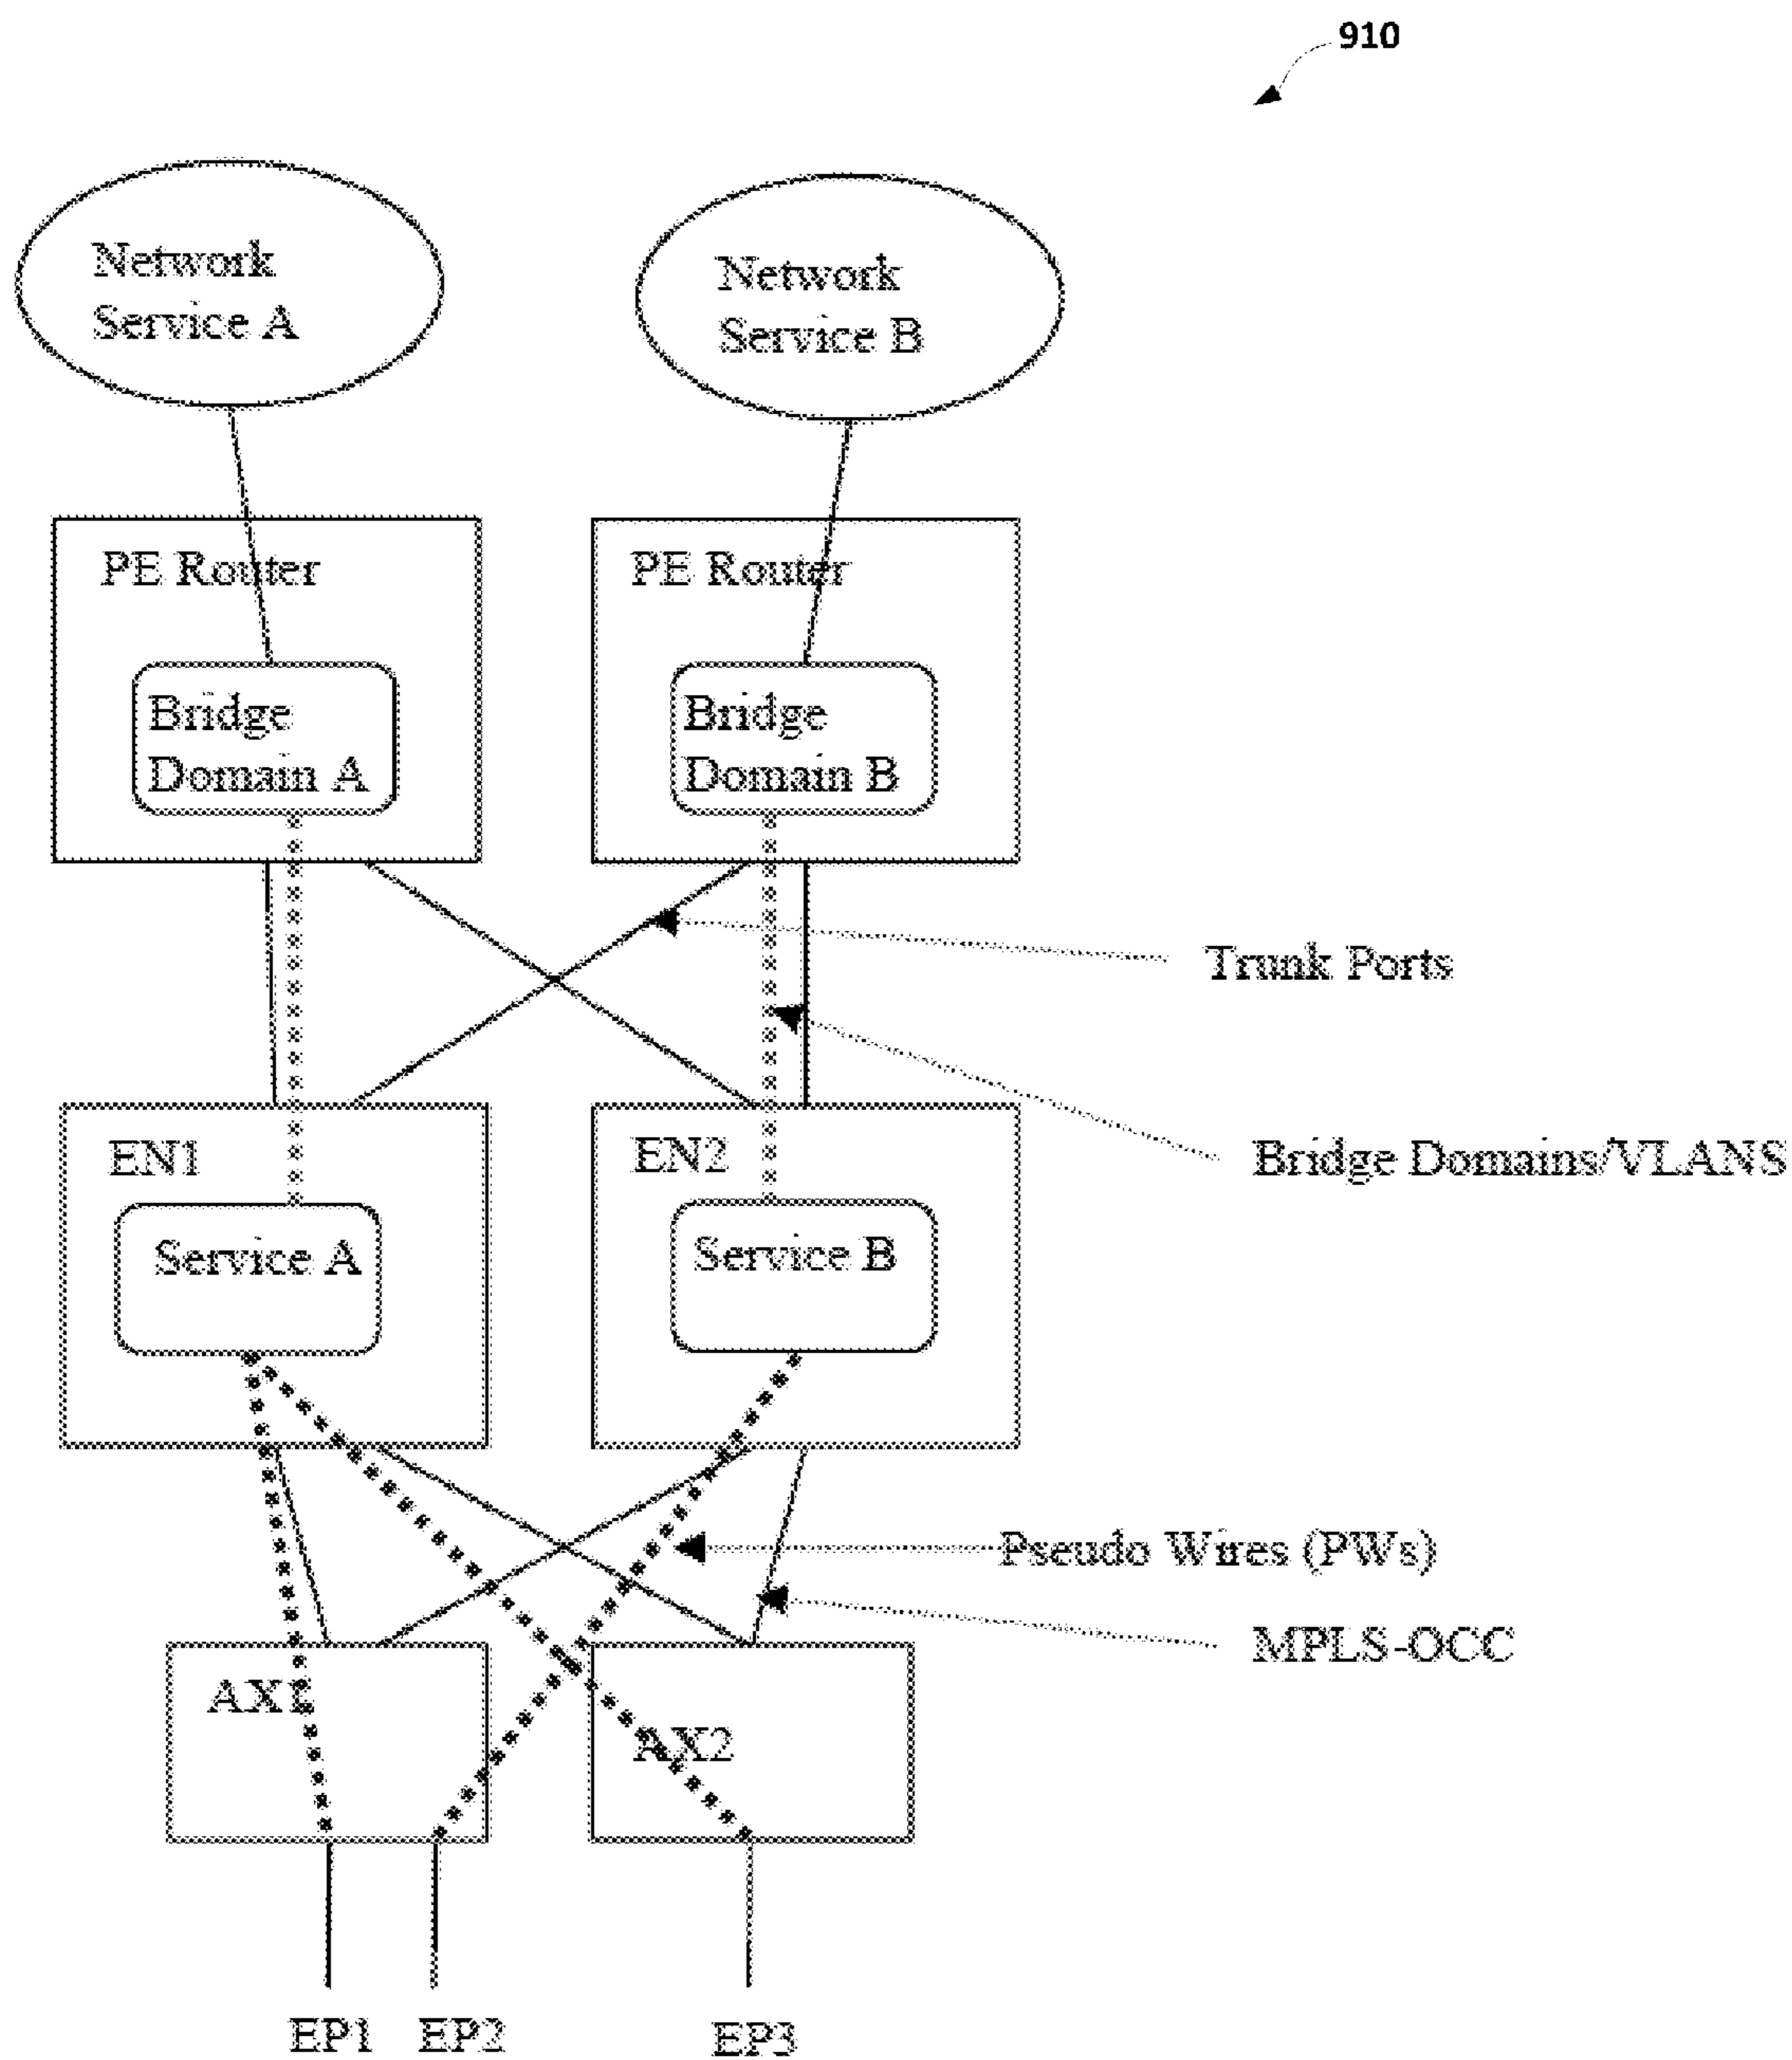 910
Network
Service A
Network
Service B
PE Router
PE Router
Bridge
Domain A
Bridge
Domain B
Trunk Ports
EN1
EN2
Bridge Domains/VLANS
Service A
Service B
Pseudo Wires (PWs)
MPLS-OCC
AX1
AX2
EP1
EP2
EP3